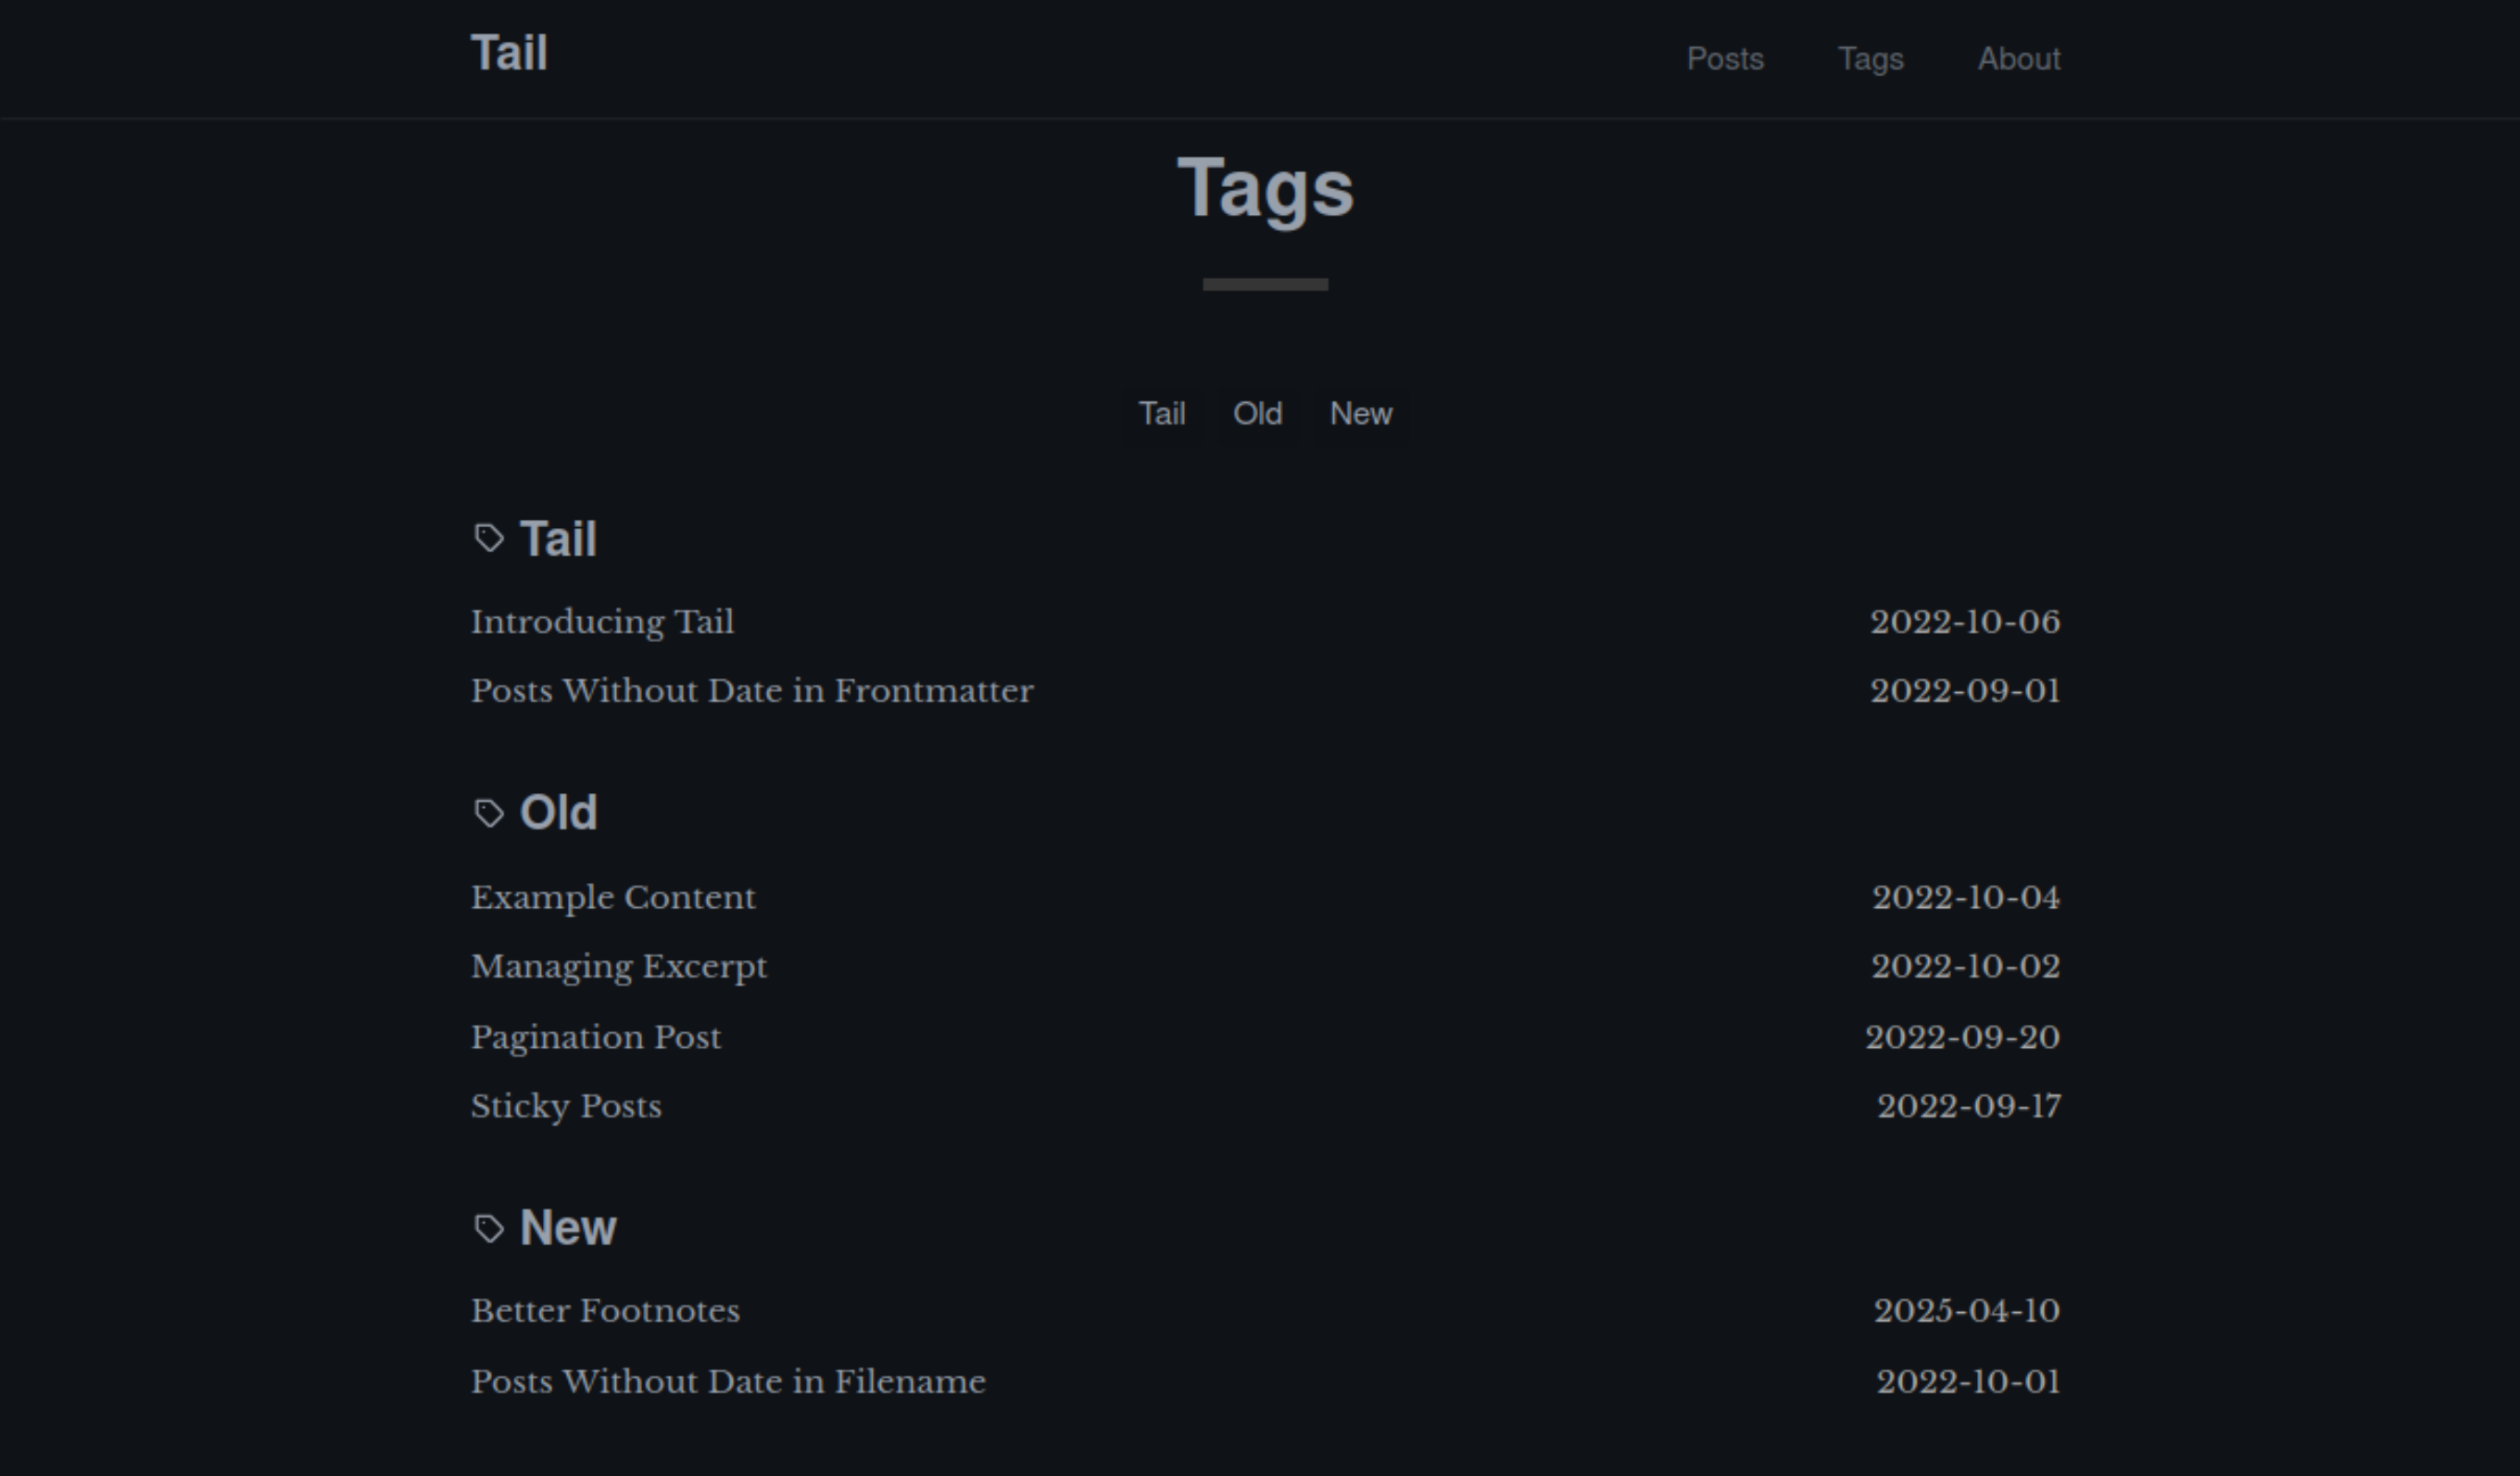 Tail Posts Tags About
Tags
Tail Old New
Tail
Introducing Tail 2022-10-06
Posts Without Date in Frontmatter 2022-09-01
Old
Example Content 2022-10-04
Managing Excerpt 2022-10-02
Pagination Post 2022-09-20
Sticky Posts 2022-09-17
New
Better Footnotes 2025-04-10
Posts Without Date in Filename 2022-10-01